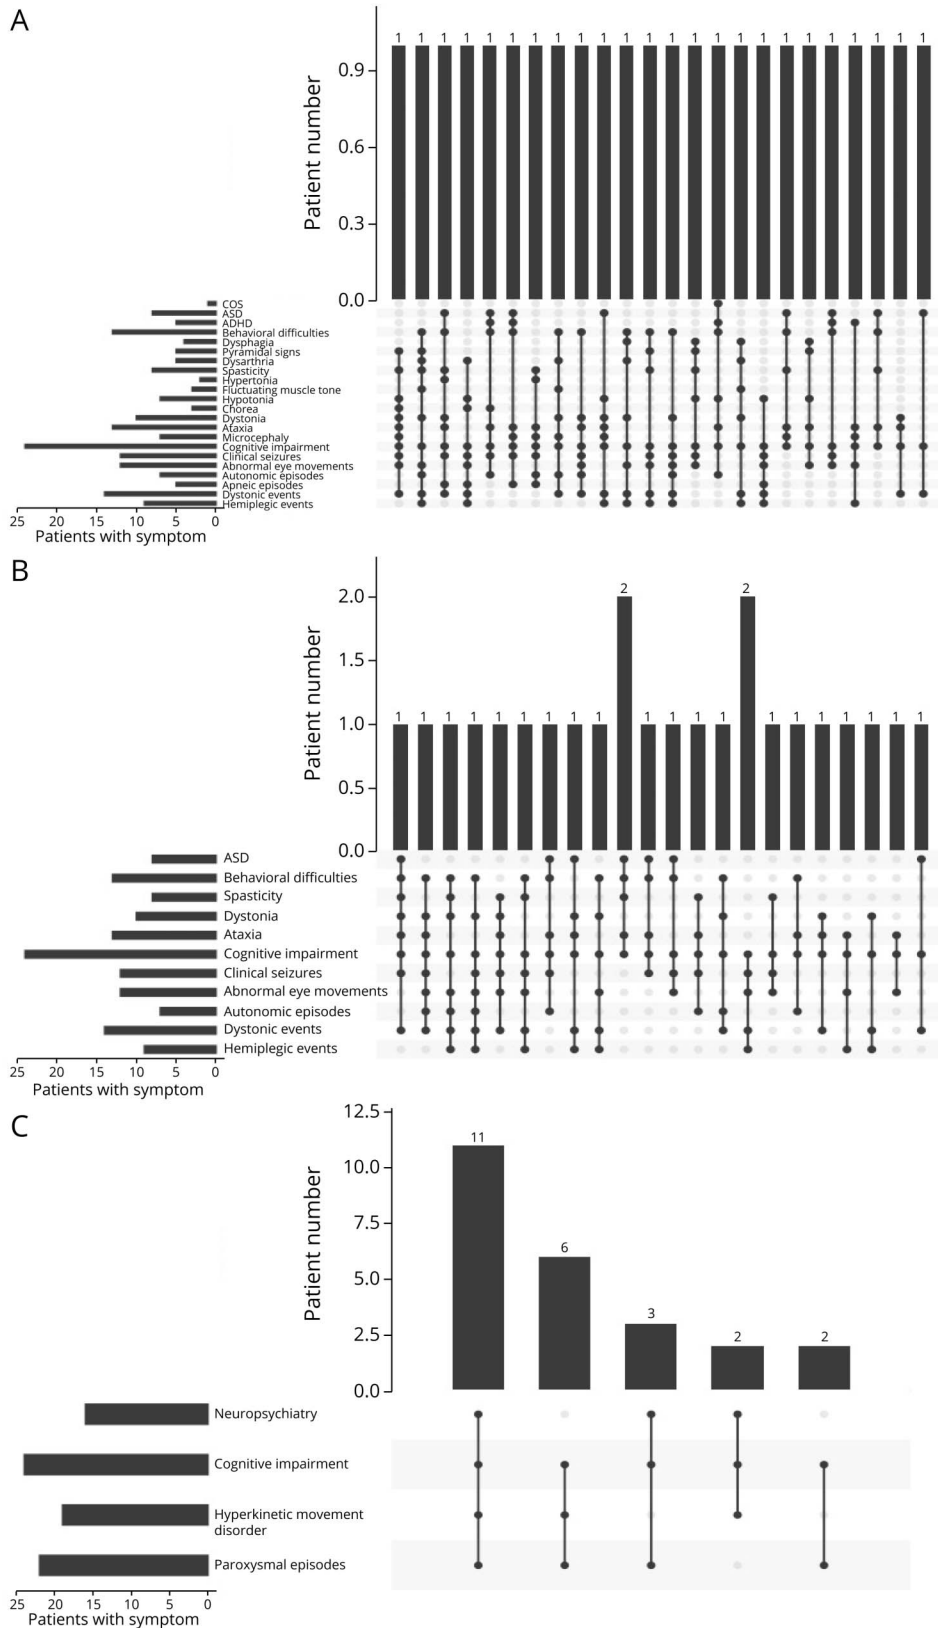 A
Patient number
1 1 1 1 1 1 1 1 1 1 1 1 1 1 1 1 1 1 1 1 1 1 1 1
0.9
0.6
0.3
0.0
COS
ASD
ADHD
Behavioral difficulties
Dysphagia
Pyramidal signs
Dysarthria
Spasticity
Hypertonia
Fluctuating muscle tone
Hypotonia
Chorea
Dystonia
Ataxia
Microcephaly
Cognitive impairment
Clinical seizures
Abnormal eye movements
Autonomic episodes
Apneic episodes
Dystonic events
Hemiplegic events
25 20 15 10 5 0
Patients with symptom
B
Patient number
2.0
1.5
1.0
0.5
0.0
1 1 1 1 1 1 1 1 1 2 1 1 1 1 2 1 1 1 1 1 1 1
ASD
Behavioral difficulties
Spasticity
Dystonia
Ataxia
Cognitive impairment
Clinical seizures
Abnormal eye movements
Autonomic episodes
Dystonic events
Hemiplegic events
25 20 15 10 5 0
Patients with symptom
C
Patient number
12.5
10.0
7.5
5.0
2.5
0.0
11 6 3 2 2
Neuropsychiatry
Cognitive impairment
Hyperkinetic movement
disorder
Paroxysmal episodes
25 20 15 10 5 0
Patients with symptom